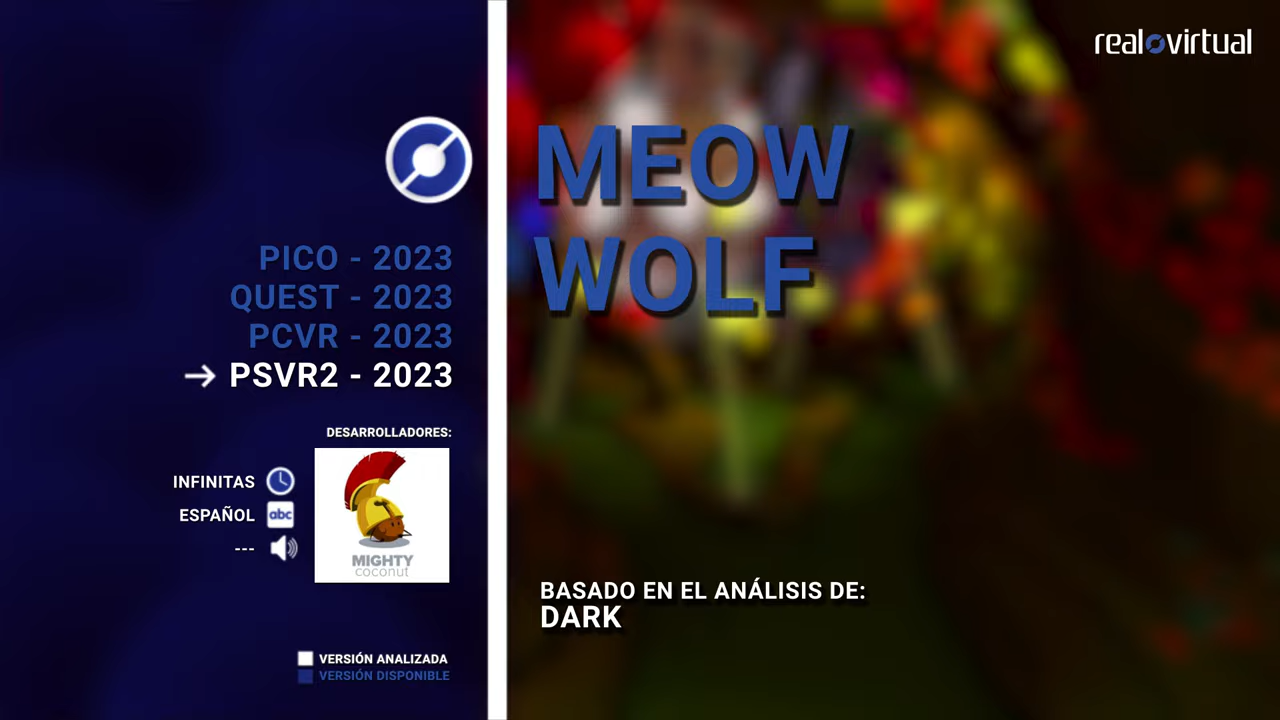 realovirtual
MEOW
WOLF
PICO - 2023
QUEST - 2023
PCVR - 2023
→ PSVR2 - 2023
DESARROLLADORES:
INFINITAS
ESPAÑOL
abc
---
MIGHTY
coconut
BASADO EN EL ANÁLISIS DE:
DARK
VERSIÓN ANALIZADA
VERSIÓN DISPONIBLE